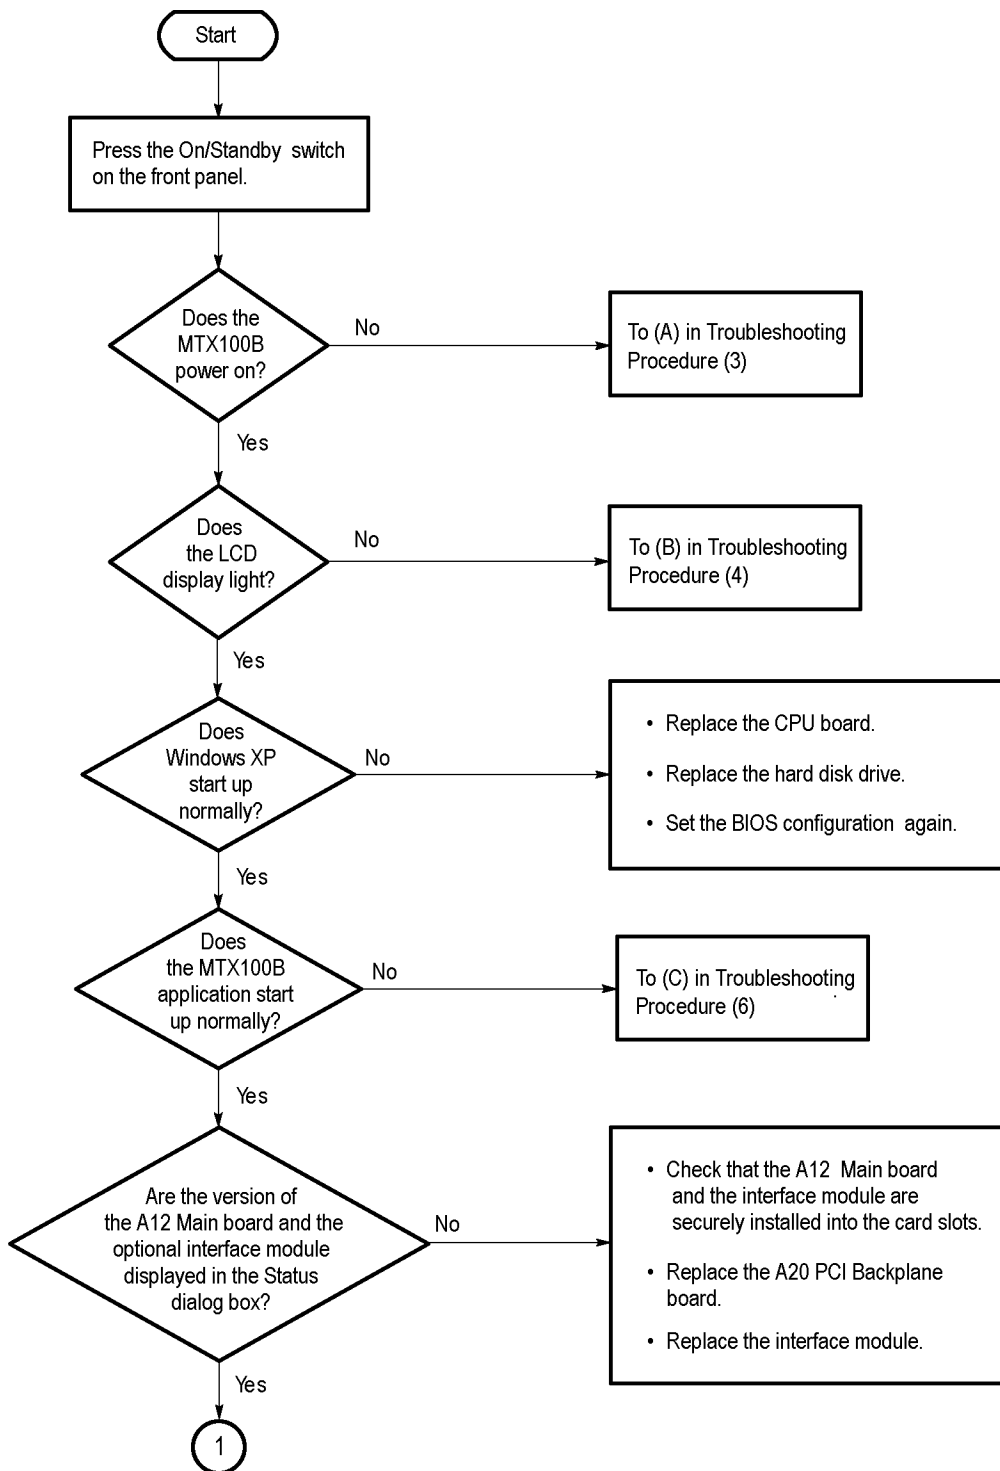 Start
Press the On/Standby switch
on the front panel.
Does the
MTX100B
power on?
No
To (A) in Troubleshooting
Procedure (3)
Yes
Does
the LCD
display light?
No
To (B) in Troubleshooting
Procedure (4)
Yes
Does
Windows XP
start up
normally?
No
• Replace the CPU board.
• Replace the hard disk drive.
• Set the BIOS configuration again.
Yes
Does
the MTX100B
application start
up normally?
No
To (C) in Troubleshooting
Procedure (6)
Yes
Are the version of
the A12 Main board and the
optional interface module
displayed in the Status
dialog box?
No
• Check that the A12 Main board
and the interface module are
securely installed into the card slots.
• Replace the A20 PCI Backplane
board.
• Replace the interface module.
Yes
1